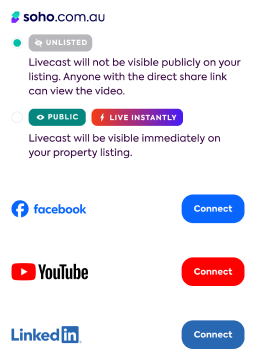 soho.com.au
UNLISTED
Livecast will not be visible publicly on your
listing. Anyone with the direct share link
can view the video.
PUBLIC LIVE INSTANTLY
Livecast will be visible immediately on
your property listing.
facebook Connect
YouTube Connect
Linked in Connect